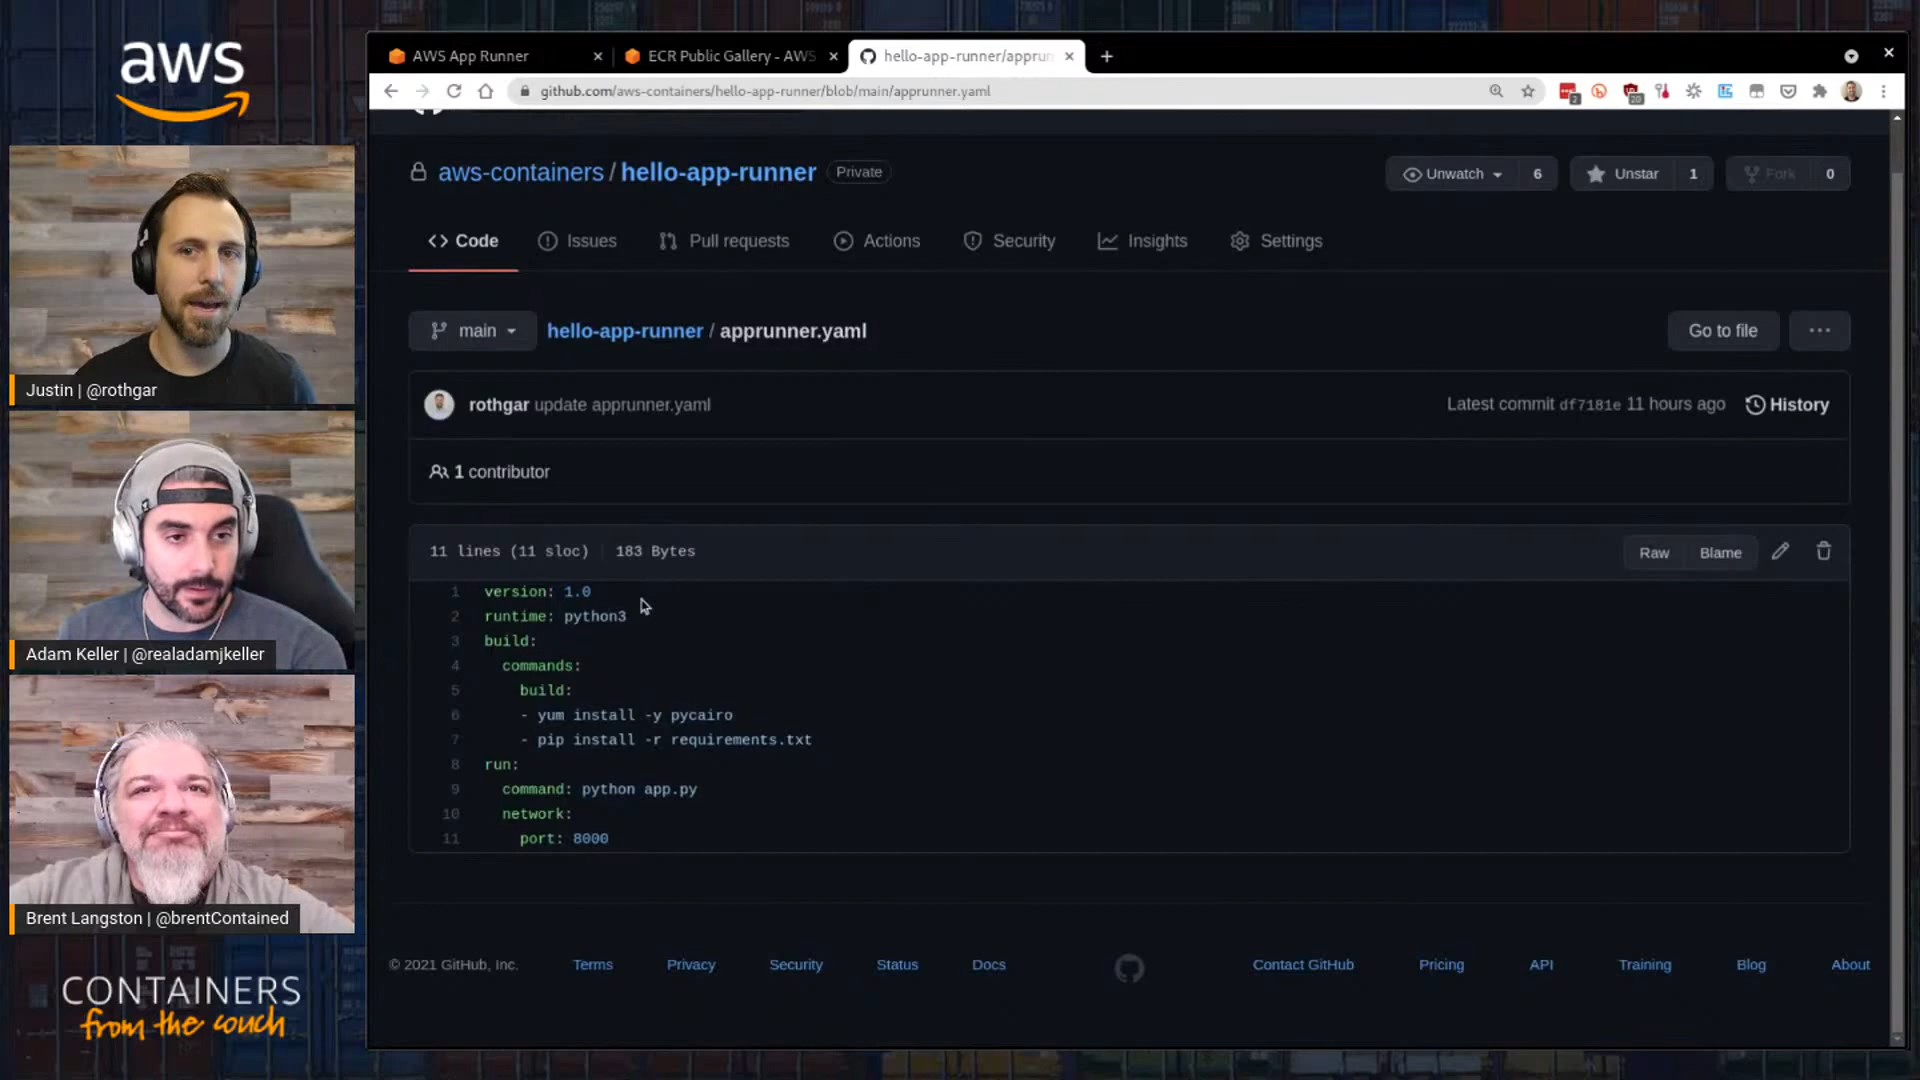 aws
Justin | @rothgar
Adam Keller | @realadamjkeller
Brent Langston | @brentContained
CONTAINERS
from the couch
AWS App Runner
ECR Public Gallery - AWS
hello-app-runner/apprun
github.com/aws-containers/hello-app-runner/blob/main/apprunner.yaml
aws-containers / hello-app-runner Private
Unwatch 6
Unstar 1
Fork 0
Code
Issues
Pull requests
Actions
Security
Insights
Settings
main
hello-app-runner / apprunner.yaml
Go to file
rothgar update apprunner.yaml
Latest commit df7181e 11 hours ago
History
1 contributor
11 lines (11 sloc) 183 Bytes
Raw
Blame
1 version: 1.0
2 runtime: python3
3 build:
4 commands:
5 build:
6 - yum install -y pycairo
7 - pip install -r requirements.txt
8 run:
9 command: python app.py
10 network:
11 port: 8000
© 2021 GitHub, Inc.
Terms
Privacy
Security
Status
Docs
Contact GitHub
Pricing
API
Training
Blog
About